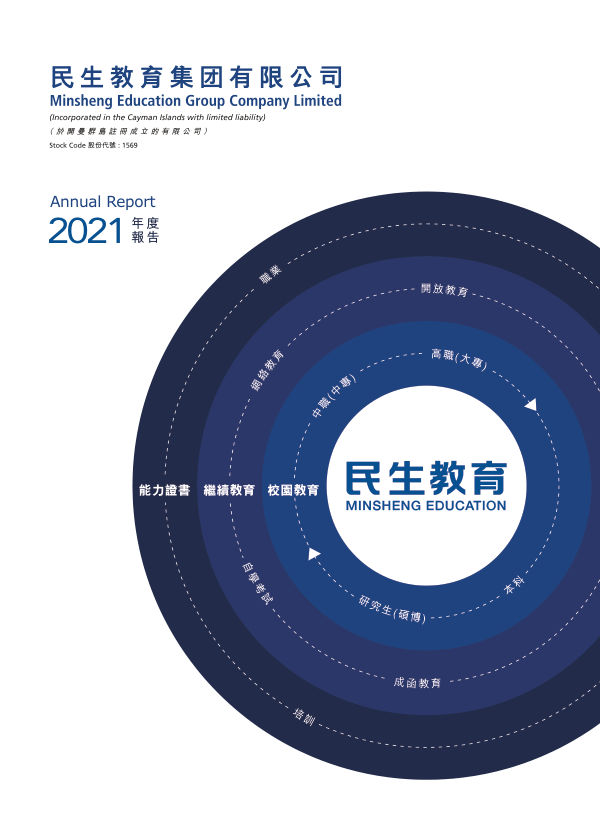 民生教育集团有限公司
Minsheng Education Group Company Limited
(Incorporated in the Cayman Islands with limited liability)
(於開曼群島註冊成立的有限公司)
Stock Code 股份代號 : 1569
Annual Report
2021 年度報告
職業
開放教育
網絡教育
高職(大專)
中職(中專)
能力證書
繼續教育
校園教育
民生教育
MINSHENG EDUCATION
自學考試
研究生(碩博)
本科
成函教育
培訓